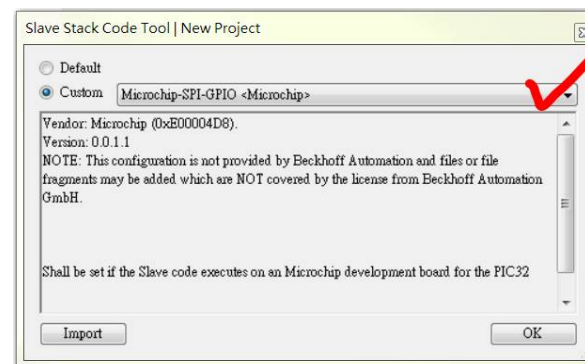 Slave Stack Code Tool | New Project
Default
Custom Microchip-SPI-GPIO <Microchip>
Vendor: Microchip (0xE00004D8).
Version: 0.0.1.1
NOTE: This configuration is not provided by Beckhoff Automation and files or file
fragments may be added which are NOT covered by the license from Beckhoff Automation
GmbH.
Shall be set if the Slave code executes on an Microchip development board for the PIC32
Import OK